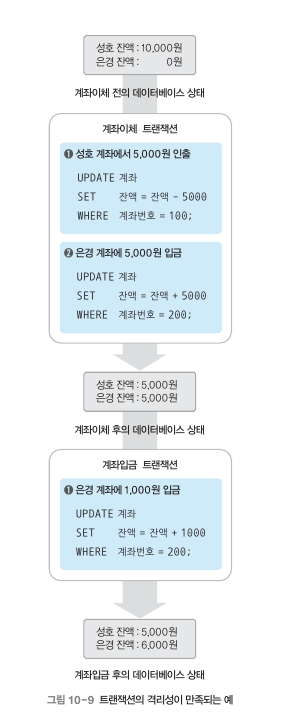 성호 잔액 : 10,000원
은경 잔액 : 0원
계좌이체 전의 데이터베이스 상태
계좌이체 트랜잭션
❶ 성호 계좌에서 5,000원 인출
UPDATE 계좌
SET 잔액 = 잔액 - 5000
WHERE 계좌번호 = 100;
❷ 은경 계좌에 5,000원 입금
UPDATE 계좌
SET 잔액 = 잔액 + 5000
WHERE 계좌번호 = 200;
성호 잔액 : 5,000원
은경 잔액 : 5,000원
계좌이체 후의 데이터베이스 상태
계좌입금 트랜잭션
❶ 은경 계좌에 1,000원 입금
UPDATE 계좌
SET 잔액 = 잔액 + 1000
WHERE 계좌번호 = 200;
성호 잔액 : 5,000원
은경 잔액 : 6,000원
계좌입금 후의 데이터베이스 상태
그림 10-9 트랜잭션의 격리성이 만족되는 예